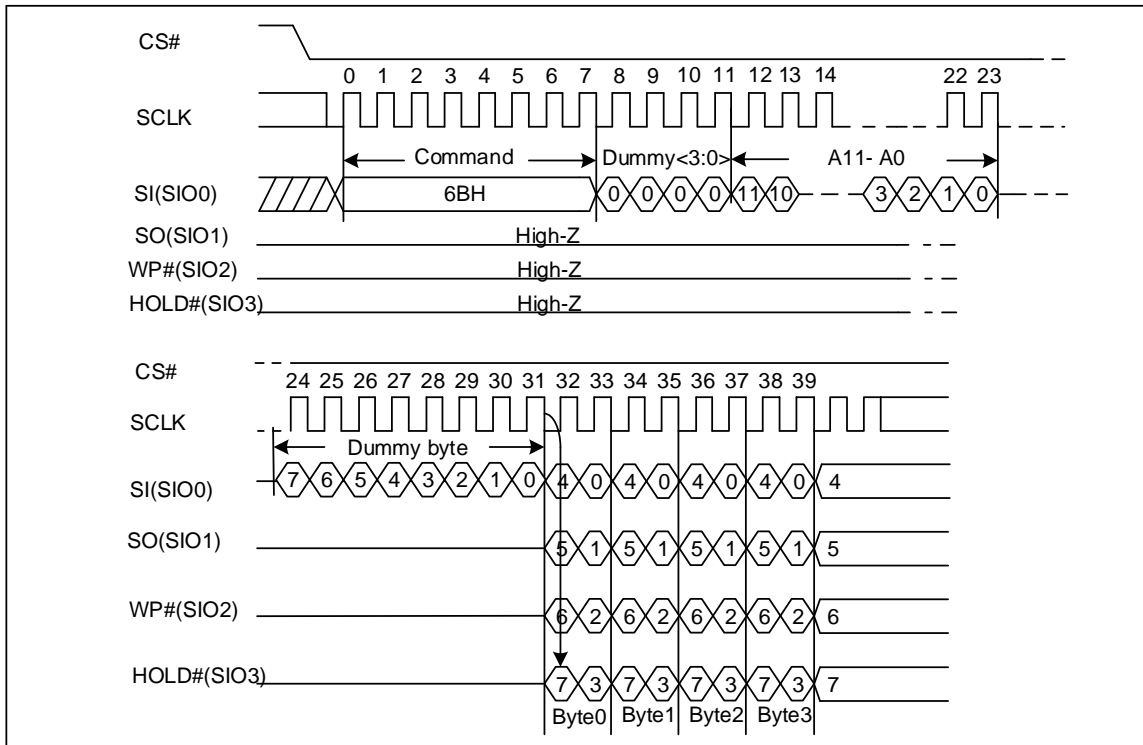 CS#
0 1 2 3 4 5 6 7 8 9 10 11 12 13 14 22 23
SCLK
Command Dummy<3:0> A11- A0
SI(SIO0) 6BH 0 0 0 0 11 10 3 2 1 0
SO(SIO1) High-Z
WP#(SIO2) High-Z
HOLD#(SIO3) High-Z
CS#
24 25 26 27 28 29 30 31 32 33 34 35 36 37 38 39
SCLK
Dummy byte
SI(SIO0) 7 6 5 4 3 2 1 0 4 0 4 0 4 0 4 0 4
SO(SIO1) 5 1 5 1 5 1 5 1 5
WP#(SIO2) 6 2 6 2 6 2 6 2 6
HOLD#(SIO3) 7 3 7 3 7 3 7 3 7
Byte0 Byte1 Byte2 Byte3